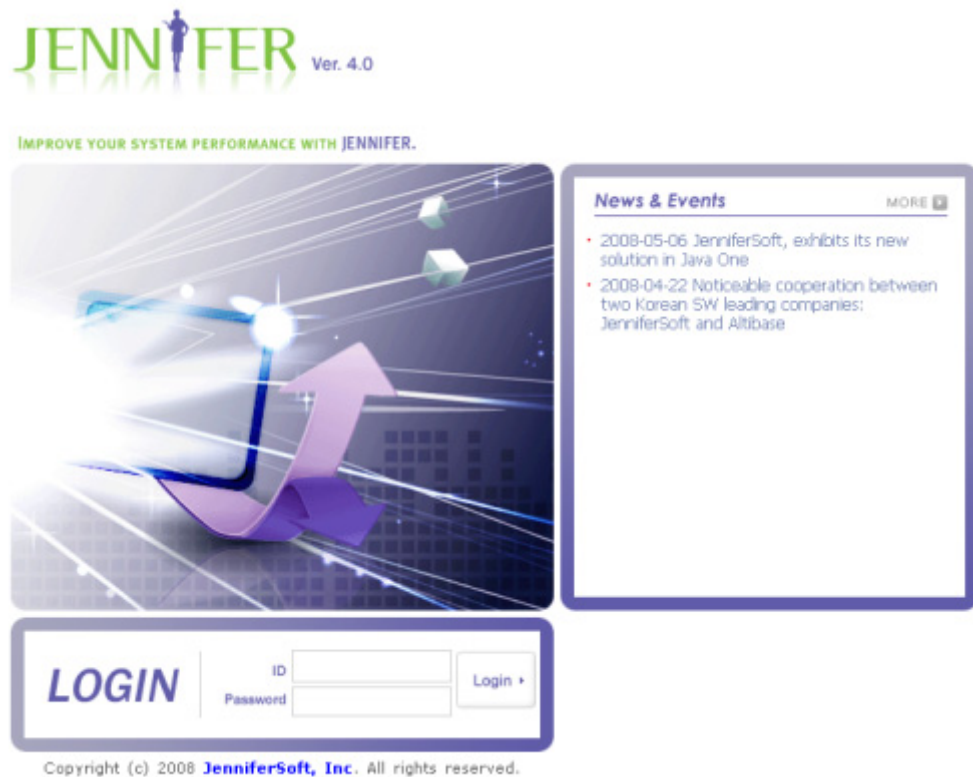 JENNIFER Ver. 4.0
IMPROVE YOUR SYSTEM PERFORMANCE WITH JENNIFER.
News & Events MORE
2008-05-06 JenniferSoft, exhibits its new
solution in Java One
2008-04-22 Noticeable cooperation between
two Korean SW leading companies:
JenniferSoft and Altibase
LOGIN
ID
Password
Login
Copyright (c) 2008 JenniferSoft, Inc. All rights reserved.